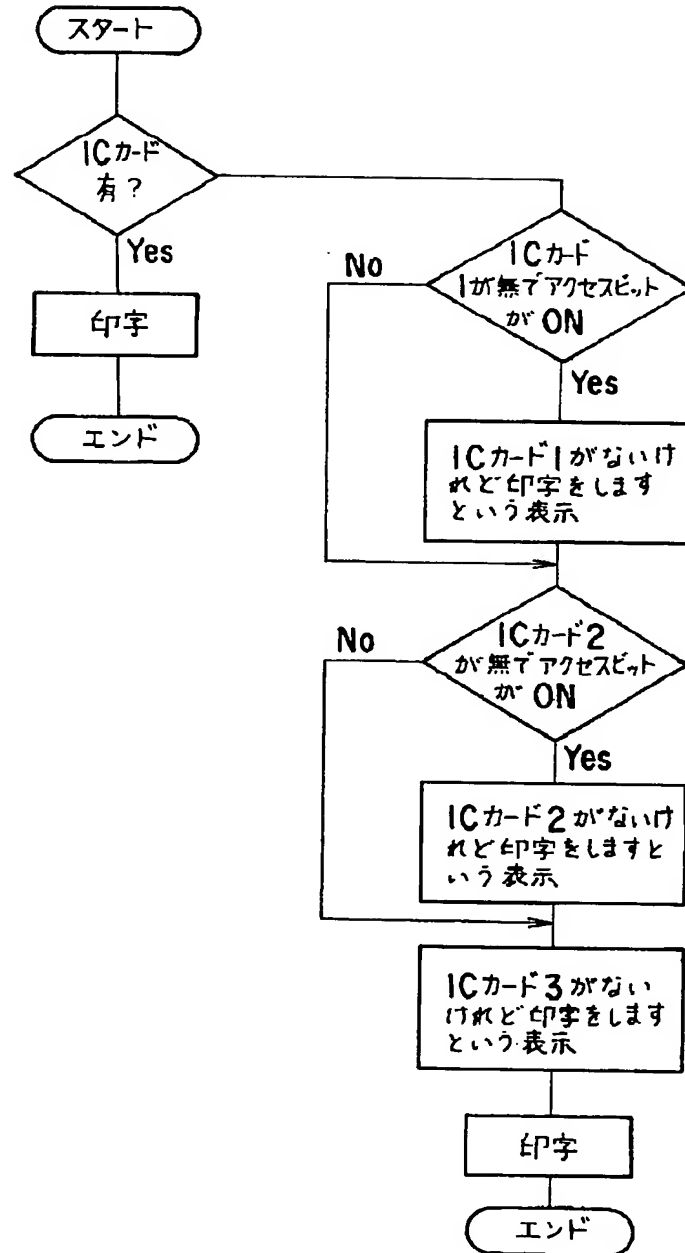 スタート
ICカード
有?
Yes
印字
エンド
No
ICカード
1が無でアクセスビット
がON
Yes
ICカード1がないけ
れど印字をします
という表示
No
ICカード2
が無でアクセスビット
がON
Yes
ICカード2がないけ
れど印字をしますと
いう表示
ICカード3がない
けれど印字をします
という表示
印字
エンド